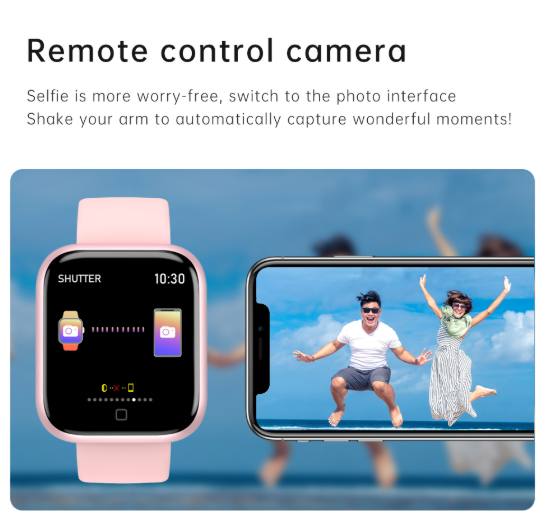 Remote control camera
Selfie is more worry-free, switch to the photo interface
Shake your arm to automatically capture wonderful moments!
SHUTTER 10:30